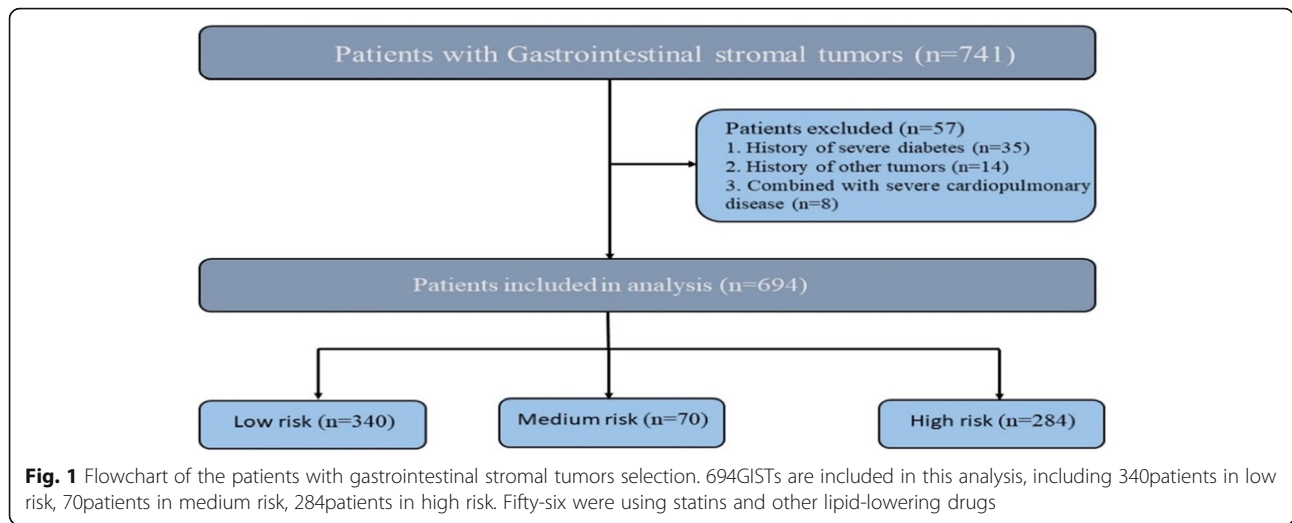 Patients with Gastrointestinal stromal tumors (n=741)
Patients excluded (n=57)
1. History of severe diabetes (n=35)
2. History of other tumors (n=14)
3. Combined with severe cardiopulmonary
disease (n=8)
Patients included in analysis (n=694)
Low risk (n=340)
Medium risk (n=70)
High risk (n=284)
Fig. 1 Flowchart of the patients with gastrointestinal stromal tumors selection. 694GISTs are included in this analysis, including 340patients in low
risk, 70patients in medium risk, 284patients in high risk. Fifty-six were using statins and other lipid-lowering drugs